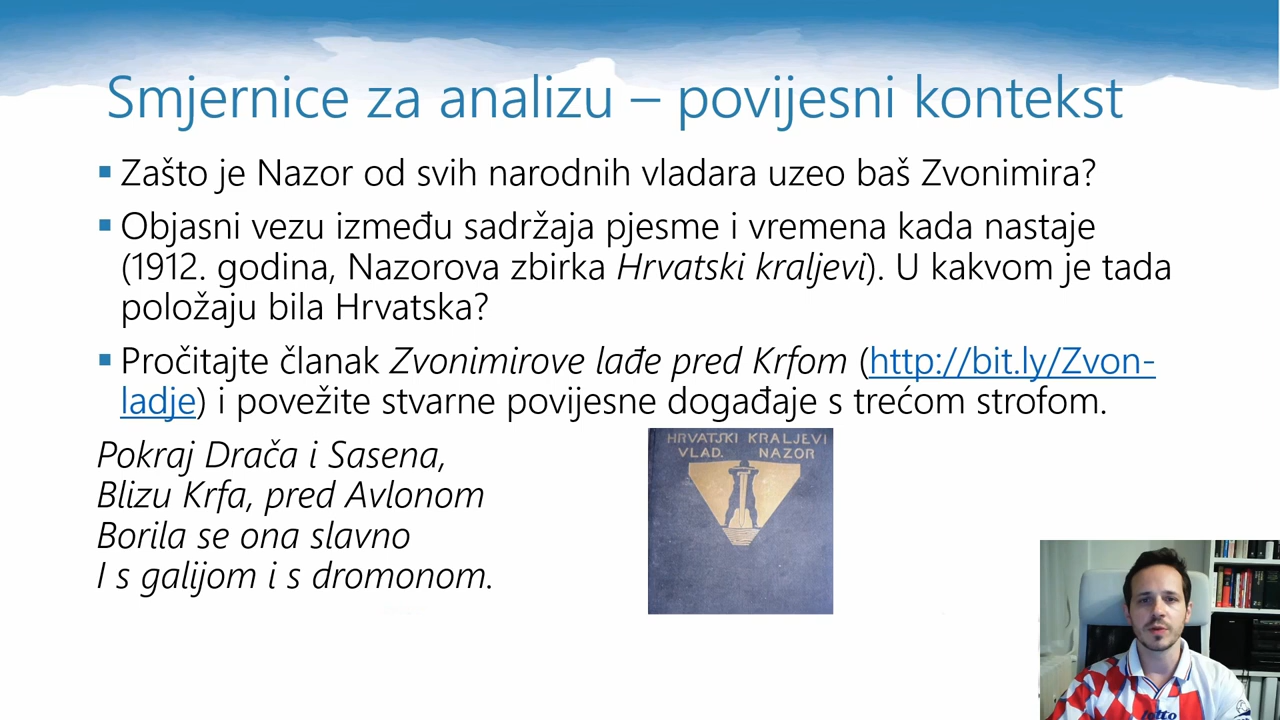 Smjernice za analizu – povijesni kontekst
Zašto je Nazor od svih narodnih vladara uzeo baš Zvonimira?
Objasni vezu između sadržaja pjesme i vremena kada nastaje
(1912. godina, Nazorova zbirka Hrvatski kraljevi). U kakvom je tada
položaju bila Hrvatska?
Pročitajte članak Zvonimirove lađe pred Krfom (http://bit.ly/Zvon-
ladje) i povežite stvarne povijesne događaje s trećom strofom.
Pokraj Drača i Sasena,
Blizu Krfa, pred Avlonom
Borila se ona slavno
I s galijom i s dromonom.
HRVATSKI KRALJEVI
VLAD. NAZOR
lotto